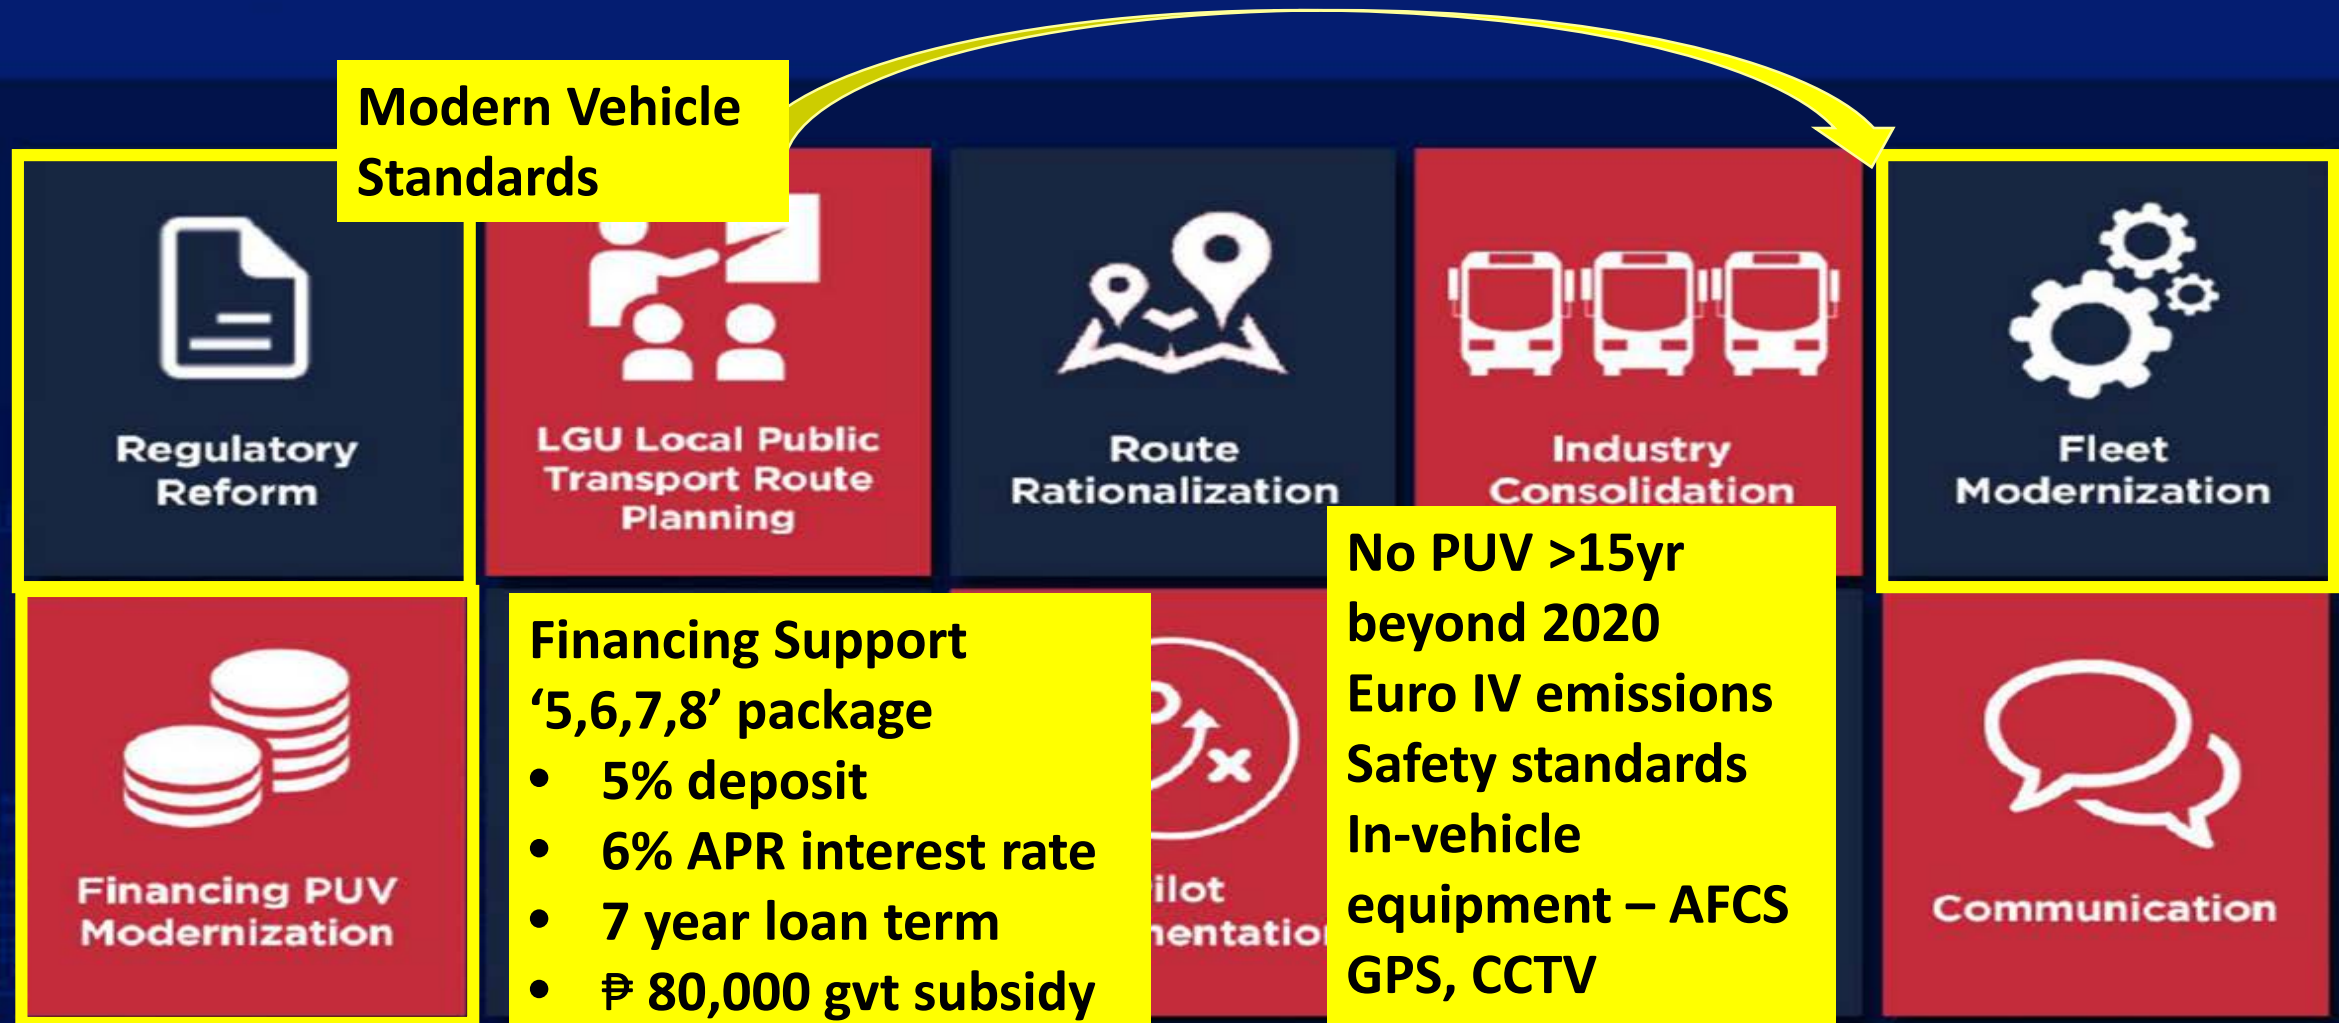 Modern Vehicle
Standards
Regulatory
Reform
LGU Local Public
Transport Route
Planning
Route
Rationalization
Industry
Consolidation
Fleet
Modernization
Financing PUV
Modernization
Financing Support
‘5,6,7,8’ package
• 5% deposit
• 6% APR interest rate
• 7 year loan term
• ₱ 80,000 gvt subsidy
No PUV >15yr
beyond 2020
Euro IV emissions
Safety standards
In-vehicle
equipment – AFCS
GPS, CCTV
Communication